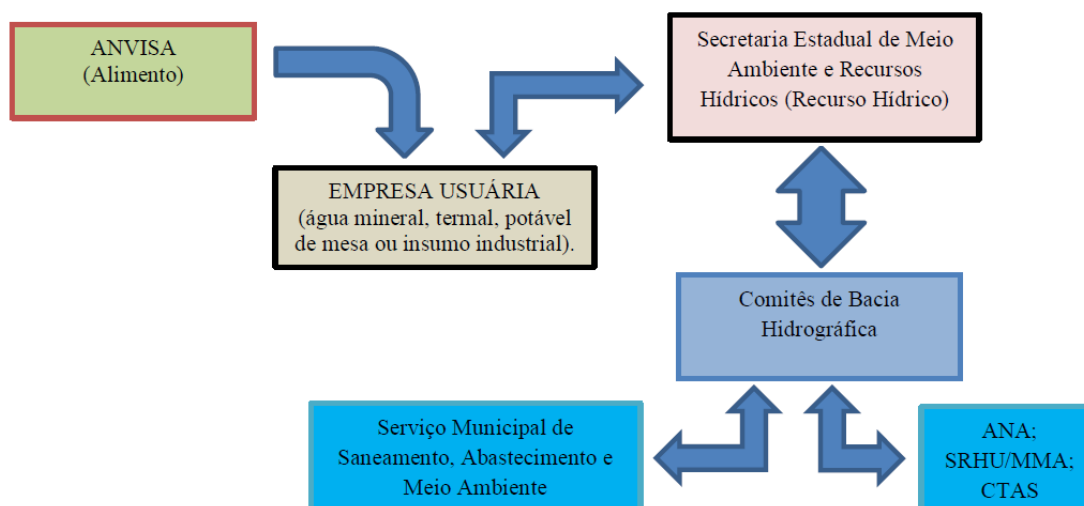 ANVISA
(Alimento)
Secretaria Estadual de Meio
Ambiente e Recursos
Hídricos (Recurso Hídrico)
EMPRESA USUÁRIA
(água mineral, termal, potável
de mesa ou insumo industrial).
Comitês de Bacia
Hidrográfica
Serviço Municipal de
Saneamento, Abastecimento e
Meio Ambiente
ANA;
SRHU/MMA;
CTAS